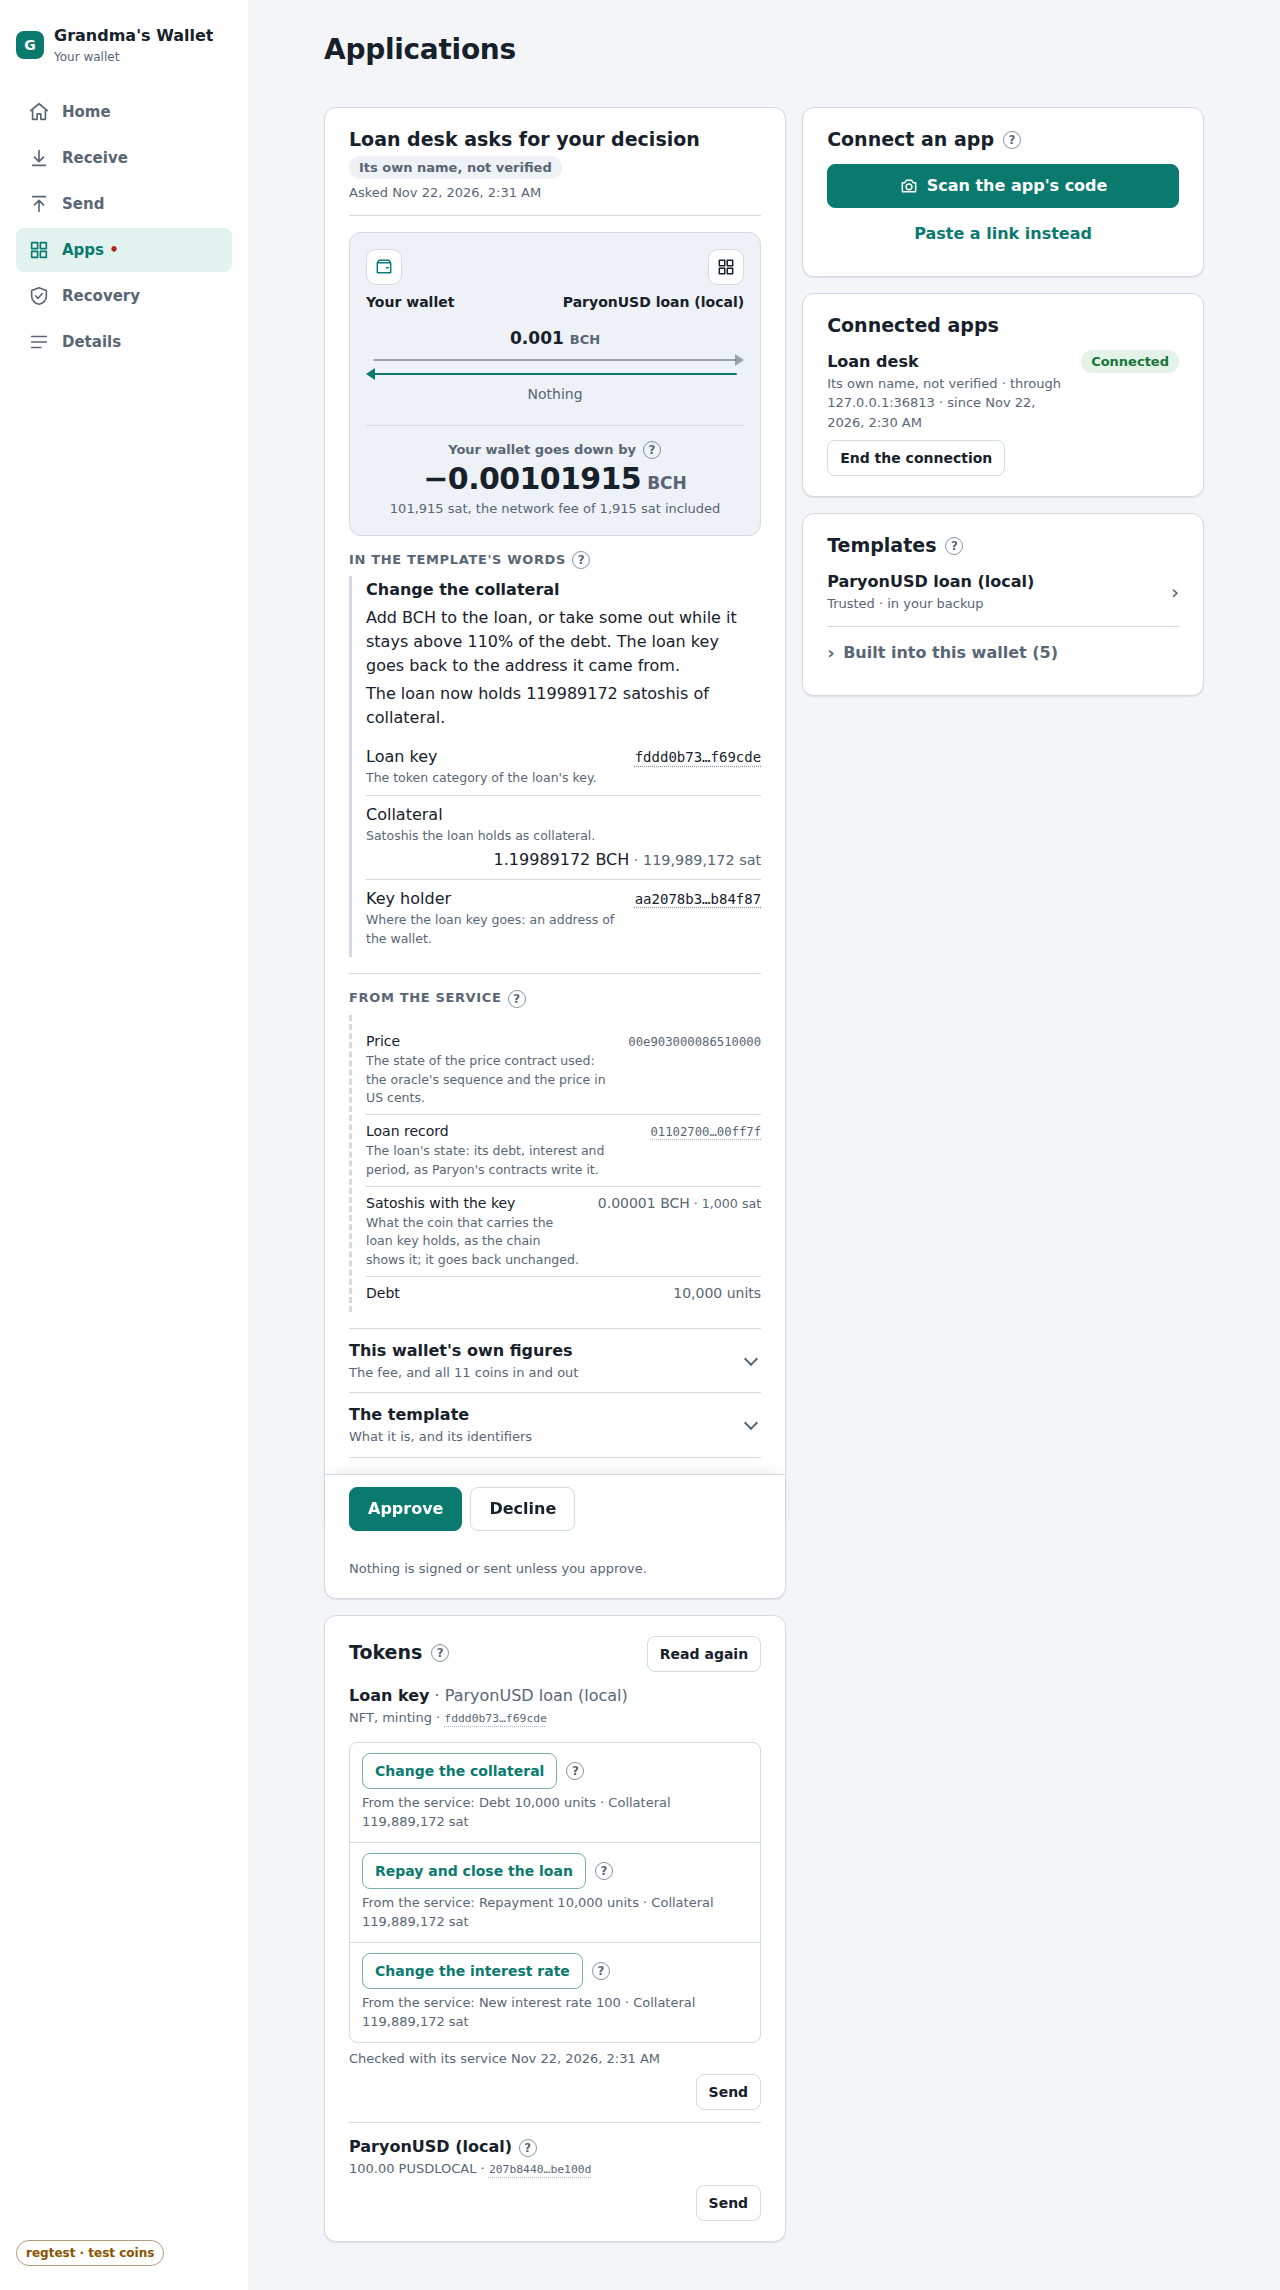 G
Grandma's Wallet
Your wallet
Home
Receive
Send
Apps •
Recovery
Details
regtest · test coins
Applications
Loan desk asks for your decision
Its own name, not verified
Asked Nov 22, 2026, 2:31 AM
Your wallet
ParyonUSD loan (local)
0.001 BCH
Nothing
Your wallet goes down by ?
−0.00101915 BCH
101,915 sat, the network fee of 1,915 sat included
IN THE TEMPLATE'S WORDS ?
Change the collateral
Add BCH to the loan, or take some out while it
stays above 110% of the debt. The loan key
goes back to the address it came from.
The loan now holds 119989172 satoshis of
collateral.
Loan key fddd0b73…f69cde
The token category of the loan's key.
Collateral
Satoshis the loan holds as collateral.
1.19989172 BCH · 119,989,172 sat
Key holder aa2078b3…b84f87
Where the loan key goes: an address of
the wallet.
FROM THE SERVICE ?
Price 00e903000086510000
The state of the price contract used:
the oracle's sequence and the price in
US cents.
Loan record 01102700…00ff7f
The loan's state: its debt, interest and
period, as Paryon's contracts write it.
Satoshis with the key 0.00001 BCH · 1,000 sat
What the coin that carries the
loan key holds, as the chain
shows it; it goes back unchanged.
Debt 10,000 units
This wallet's own figures
The fee, and all 11 coins in and out
The template
What it is, and its identifiers
Approve Decline
Nothing is signed or sent unless you approve.
Tokens ? Read again
Loan key · ParyonUSD loan (local)
NFT, minting · fddd0b73…f69cde
Change the collateral ?
From the service: Debt 10,000 units · Collateral
119,889,172 sat
Repay and close the loan ?
From the service: Repayment 10,000 units · Collateral
119,889,172 sat
Change the interest rate ?
From the service: New interest rate 100 · Collateral
119,889,172 sat
Checked with its service Nov 22, 2026, 2:31 AM
Send
ParyonUSD (local) ?
100.00 PUSDLOCAL · 207b8440…be100d
Send
Connect an app ?
Scan the app's code
Paste a link instead
Connected apps
Loan desk Connected
Its own name, not verified · through
127.0.0.1:36813 · since Nov 22,
2026, 2:30 AM
End the connection
Templates ?
ParyonUSD loan (local)
Trusted · in your backup
› Built into this wallet (5)